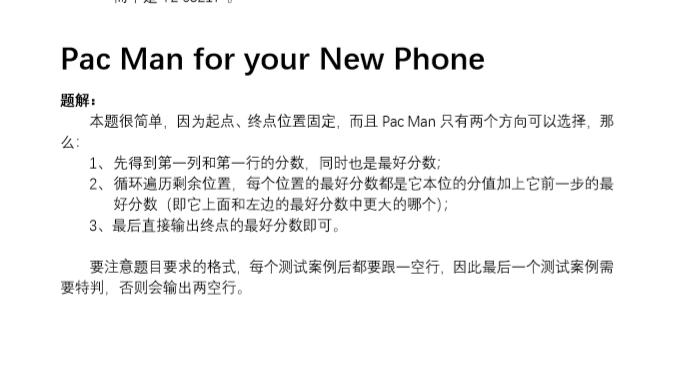 Pac Man for your New Phone
题解：
本题很简单，因为起点、终点位置固定，而且 Pac Man 只有两个方向可以选择，那
么：
1、先得到第一列和第一行的分数，同时也是最好分数；
2、循环遍历剩余位置，每个位置的最好分数都是它本位的分值加上它前一步的最
好分数（即它上面和左边的最好分数中更大的哪个）；
3、最后直接输出终点的最好分数即可。
要注意题目要求的格式，每个测试案例后都要跟一空行，因此最后一个测试案例需
要特判，否则会输出两空行。